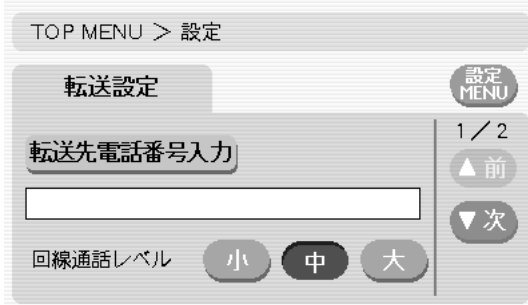 TOP MENU ＞ 設定
転送設定
設定
MENU
1／2
転送先電話番号入力
▲前
▼次
回線通話レベル 小 中 大